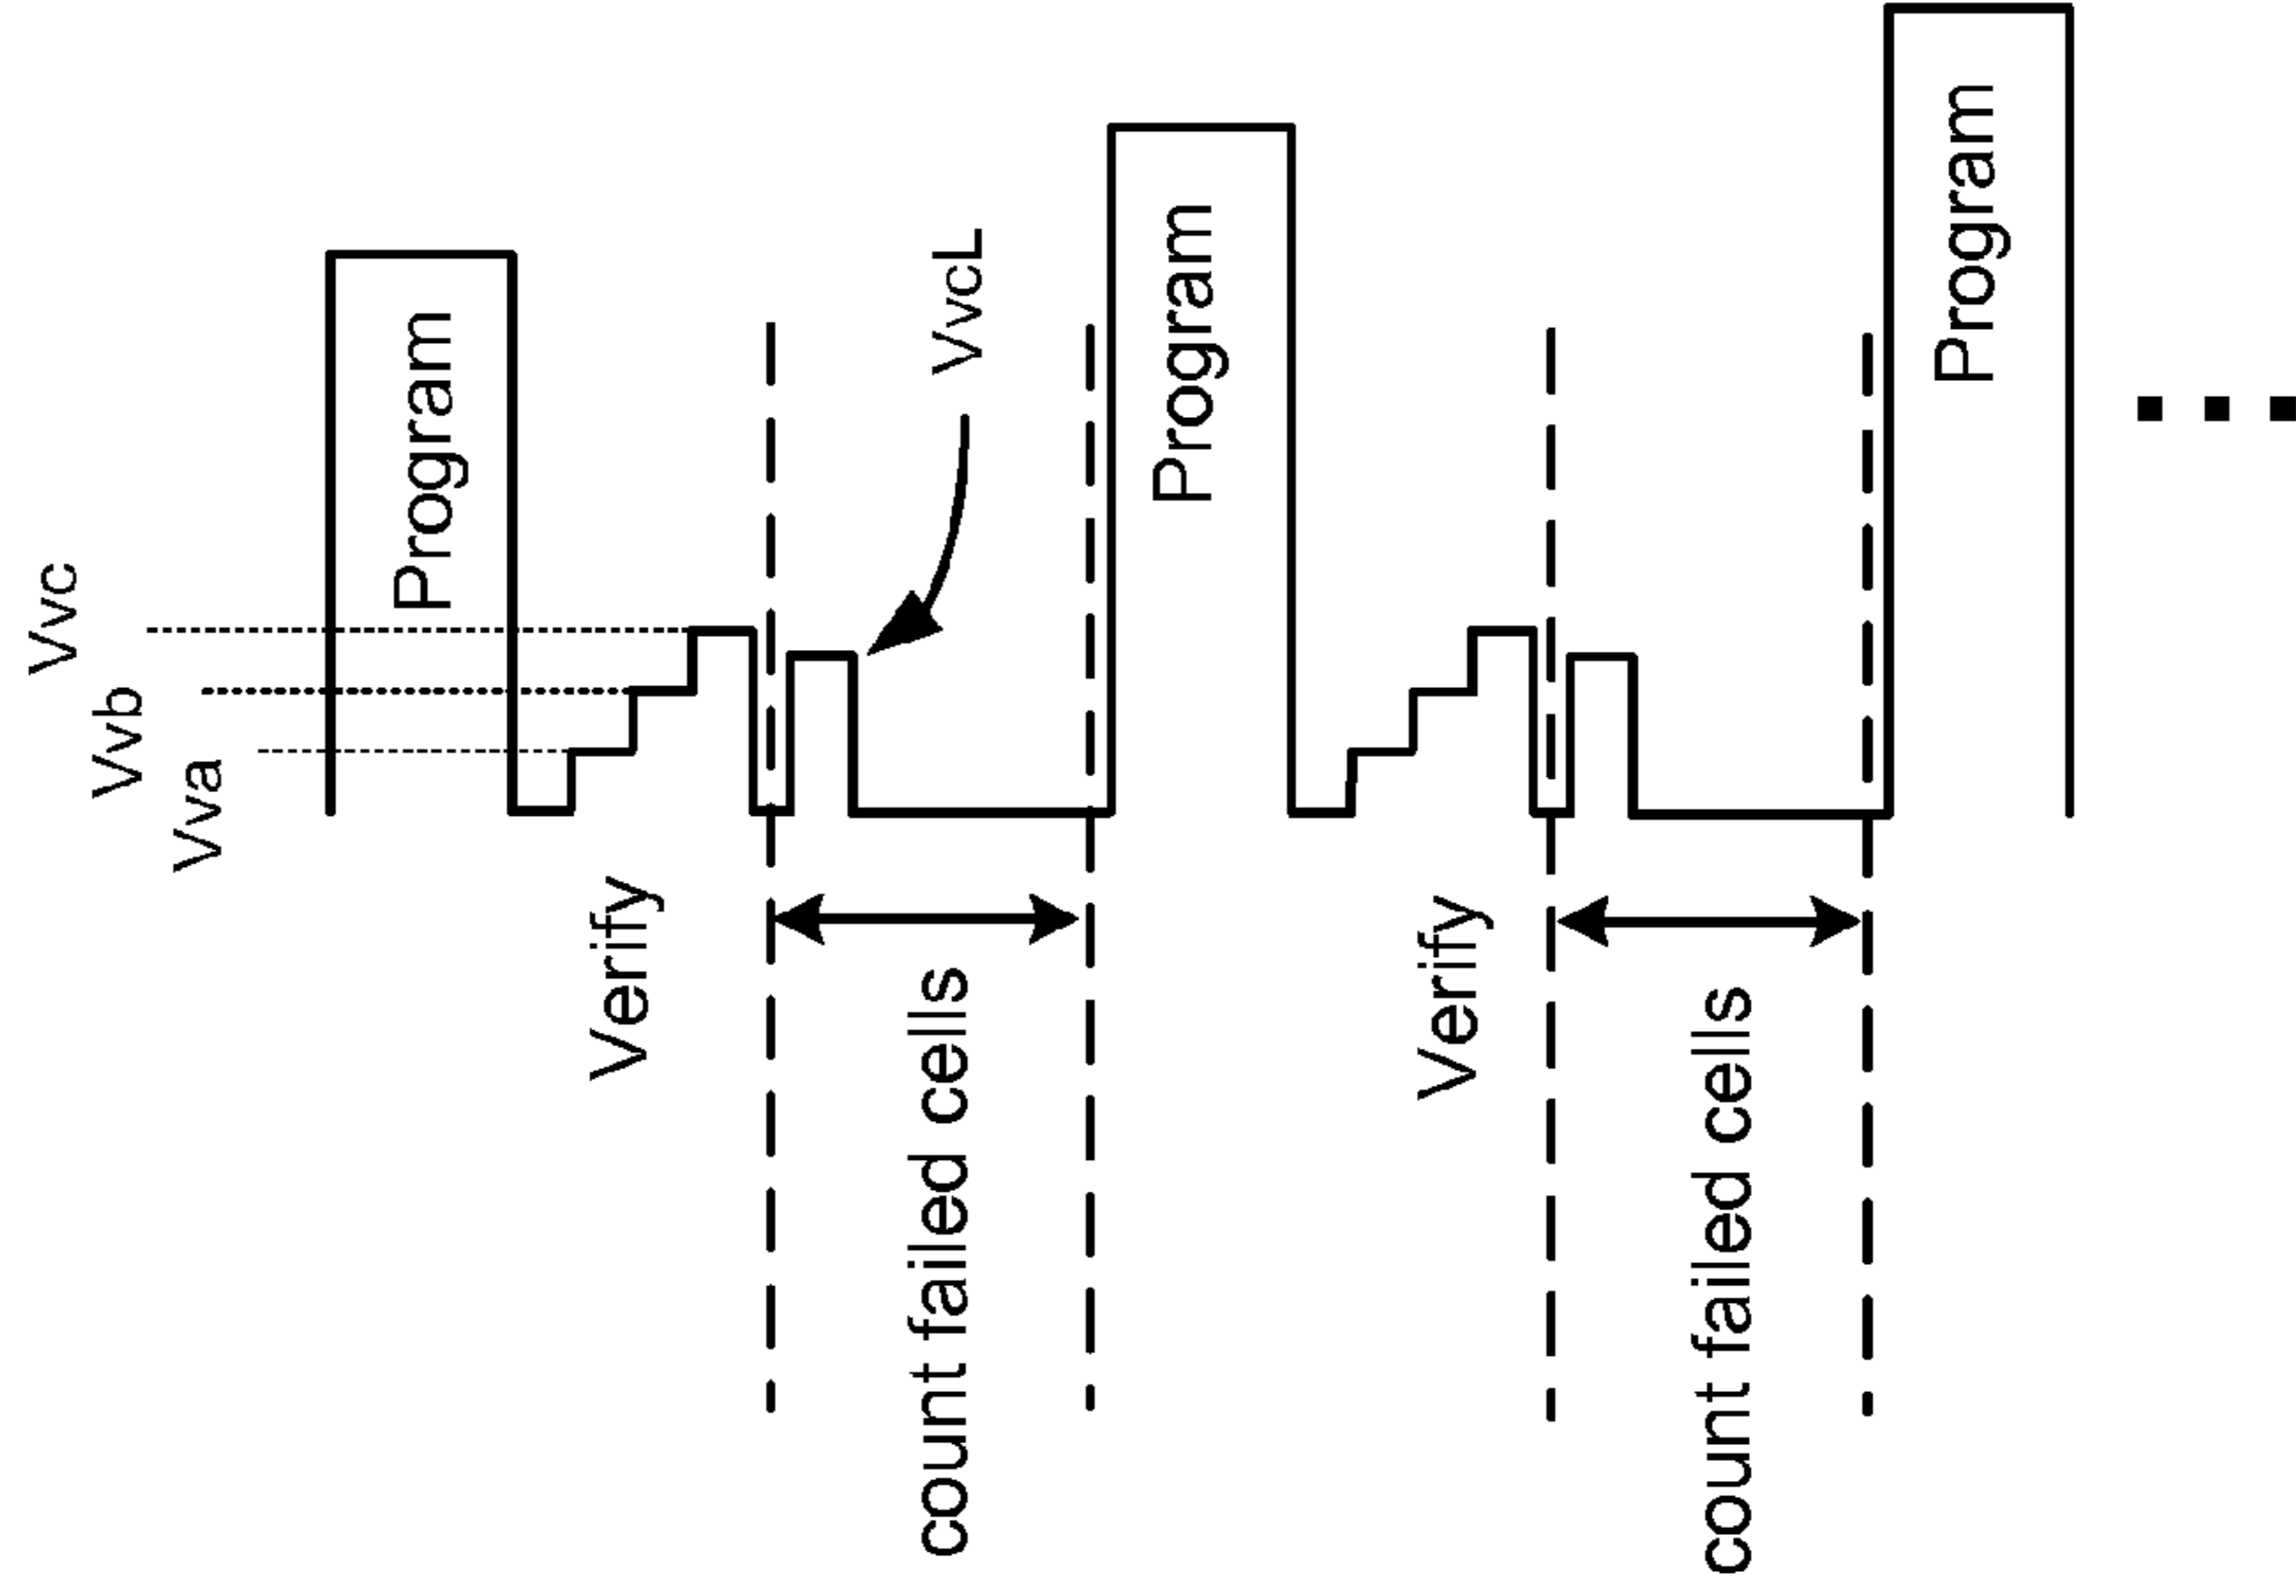 Vvc
Vvb
Vva
Program
VvcL
Program
Program
Verify
count failed cells
Verify
count failed cells